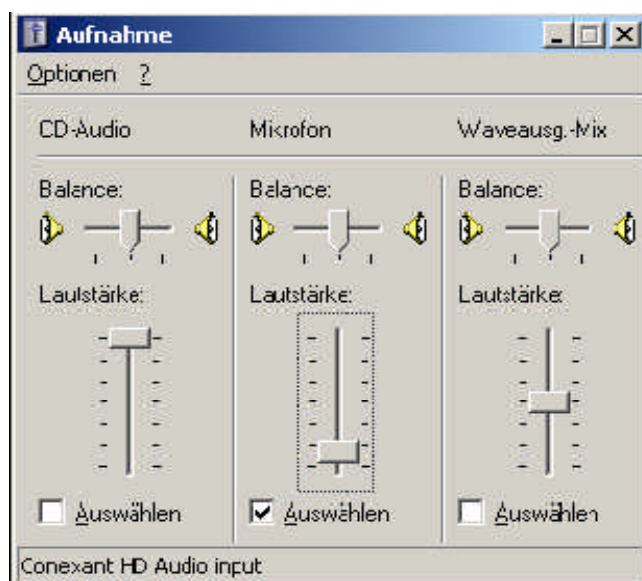 Aufnahme
Optionen ?
CD-Audio Mikrofon Waveausg.-Mix
Balance: Balance: Balance:
Lautstärke: Lautstärke: Lautstärke:
Auswählen Auswählen Auswählen
Conexant HD Audio input